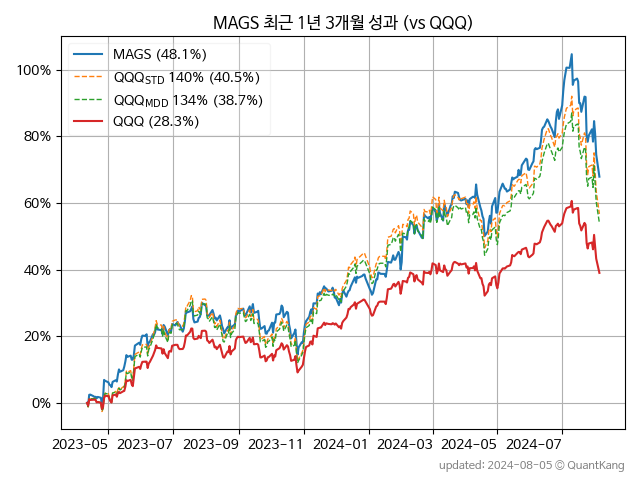 MAGS 최근 1년 3개월 성과 (vs QQQ)
MAGS (48.1%)
QQQSTD 140% (40.5%)
QQQMDD 134% (38.7%)
QQQ (28.3%)
100%
80%
60%
40%
20%
0%
2023-05 2023-07 2023-09 2023-11 2024-01 2024-03 2024-05 2024-07
updated: 2024-08-05 © QuantKang